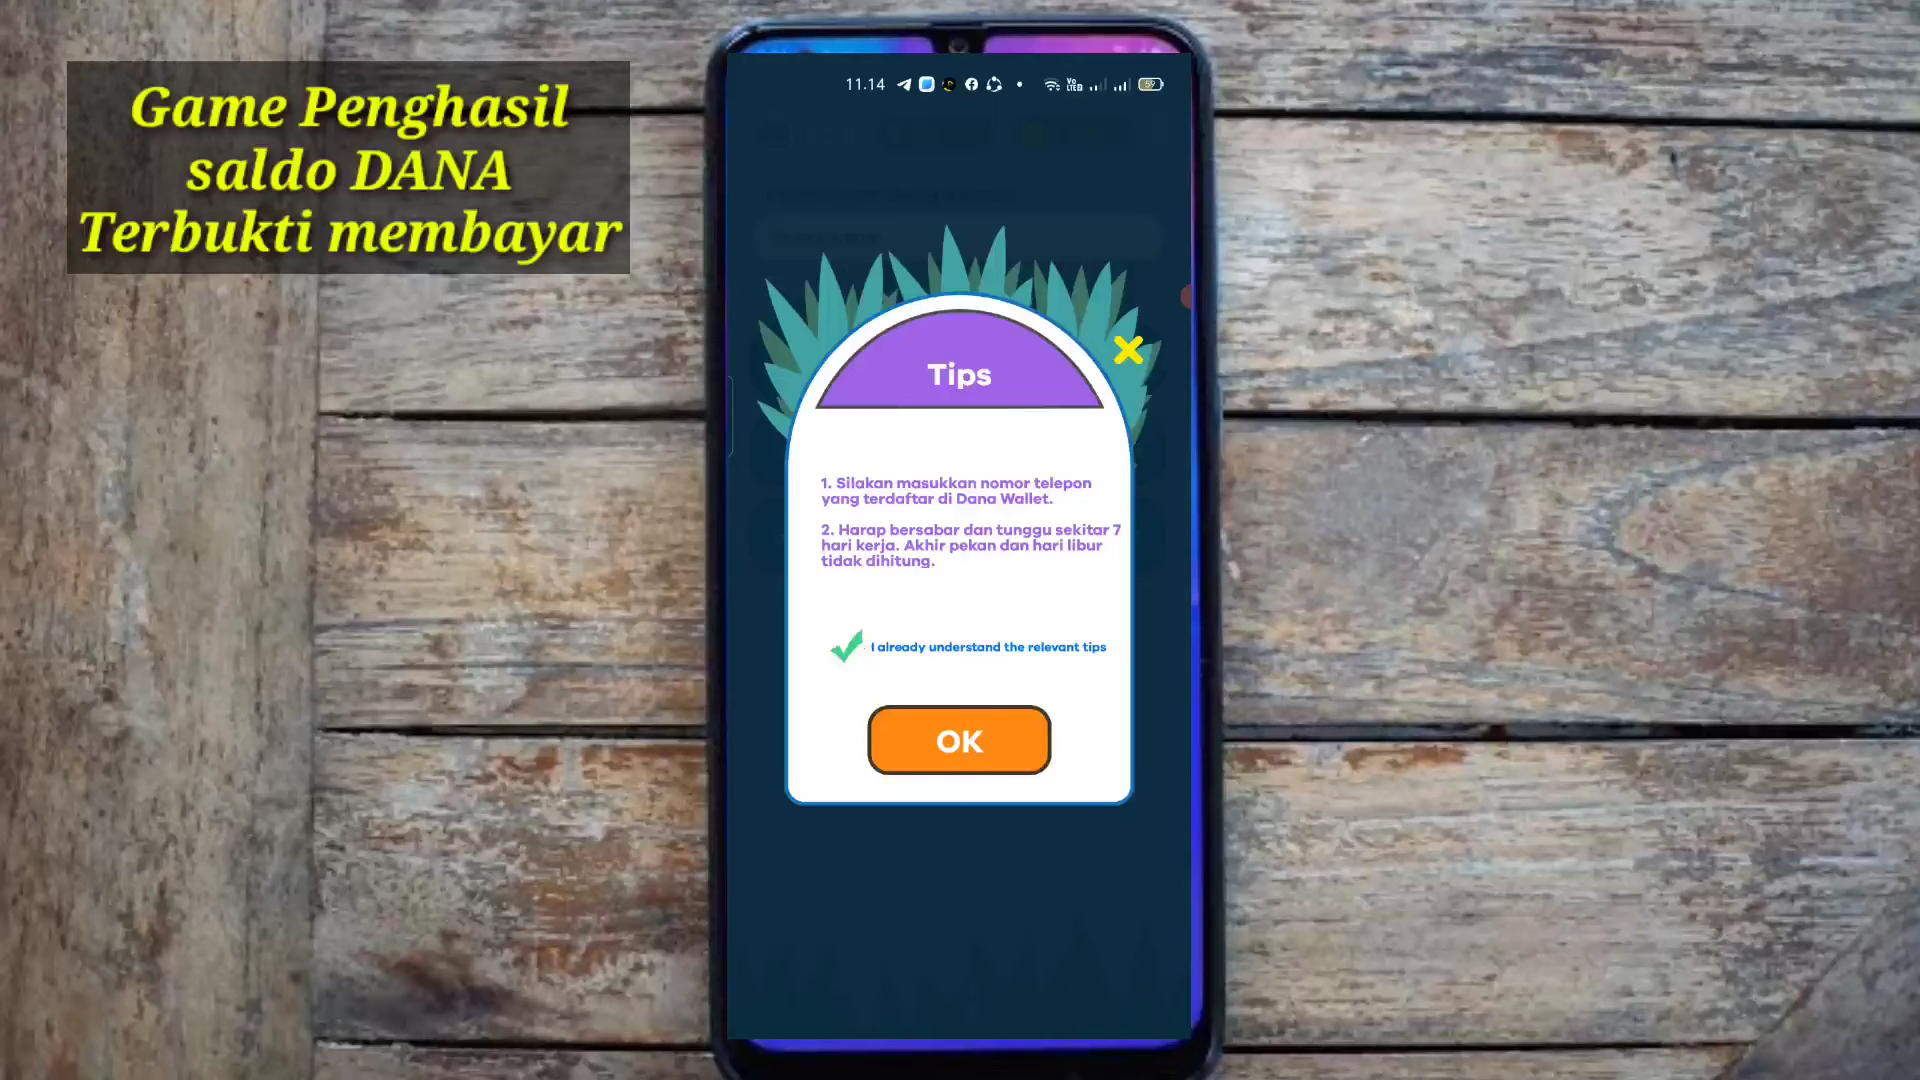 Game Penghasil
saldo DANA
Terbukti membayar
11.14
59
Tips
1. Silakan masukkan nomor telepon
yang terdaftar di Dana Wallet.
2. Harap bersabar dan tunggu sekitar 7
hari kerja. Akhir pekan dan hari libur
tidak dihitung.
I already understand the relevant tips
OK